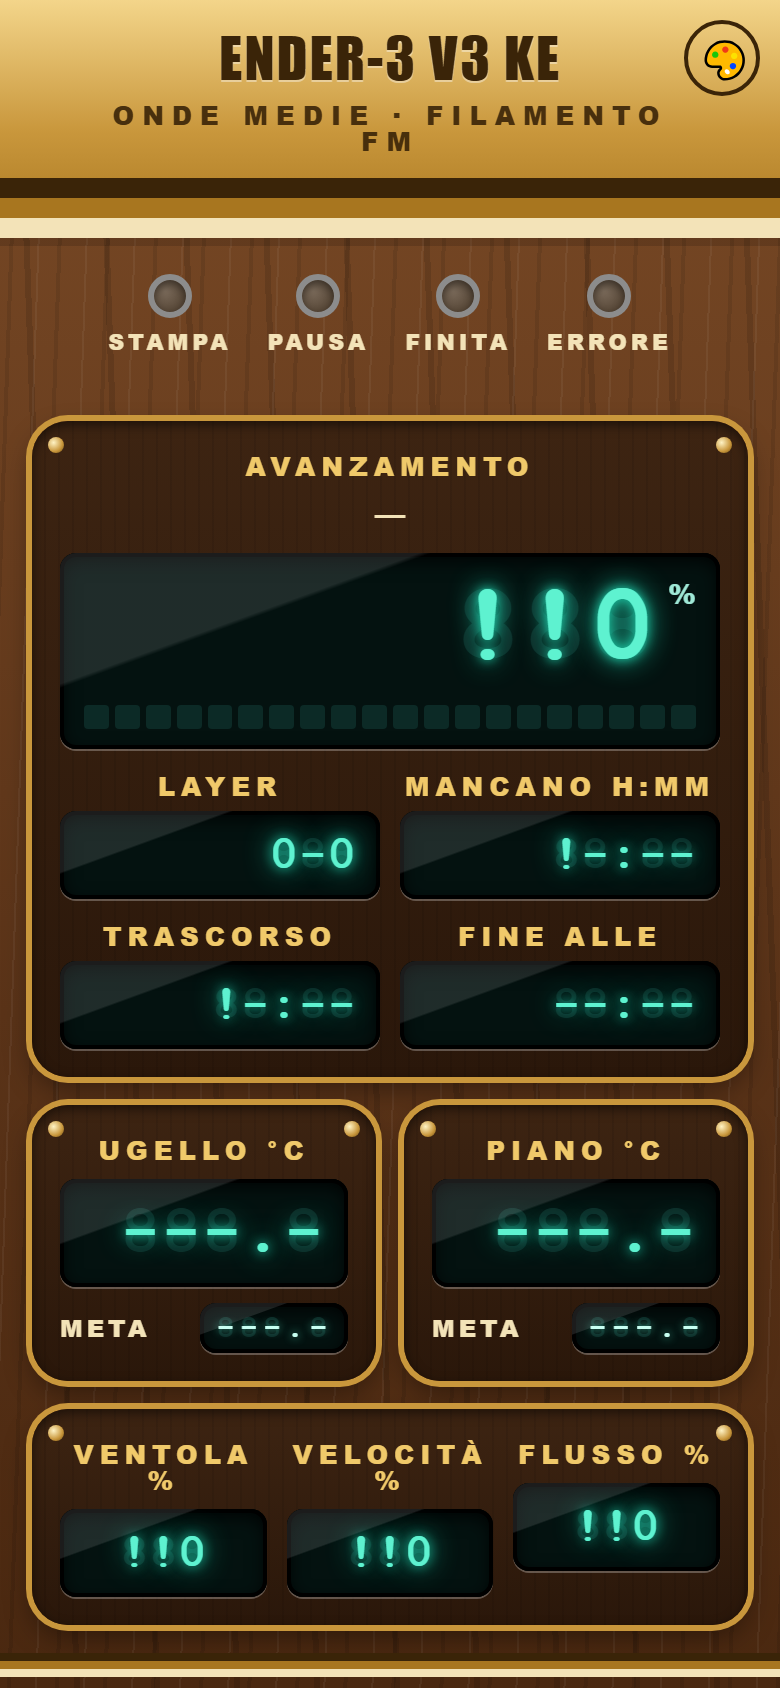 ENDER-3 V3 KE
ONDE MEDIE · FILAMENTO
FM
STAMPA PAUSA FINITA ERRORE
AVANZAMENTO
—
!!0 %
LAYER MANCANO H:MM
0-0 !-:--
TRASCORSO FINE ALLE
!-:-- --:--
UGELLO °C PIANO °C
---.- ---.-
META ---.- META ---.-
VENTOLA % VELOCITÀ % FLUSSO %
!!0 !!0 !!0